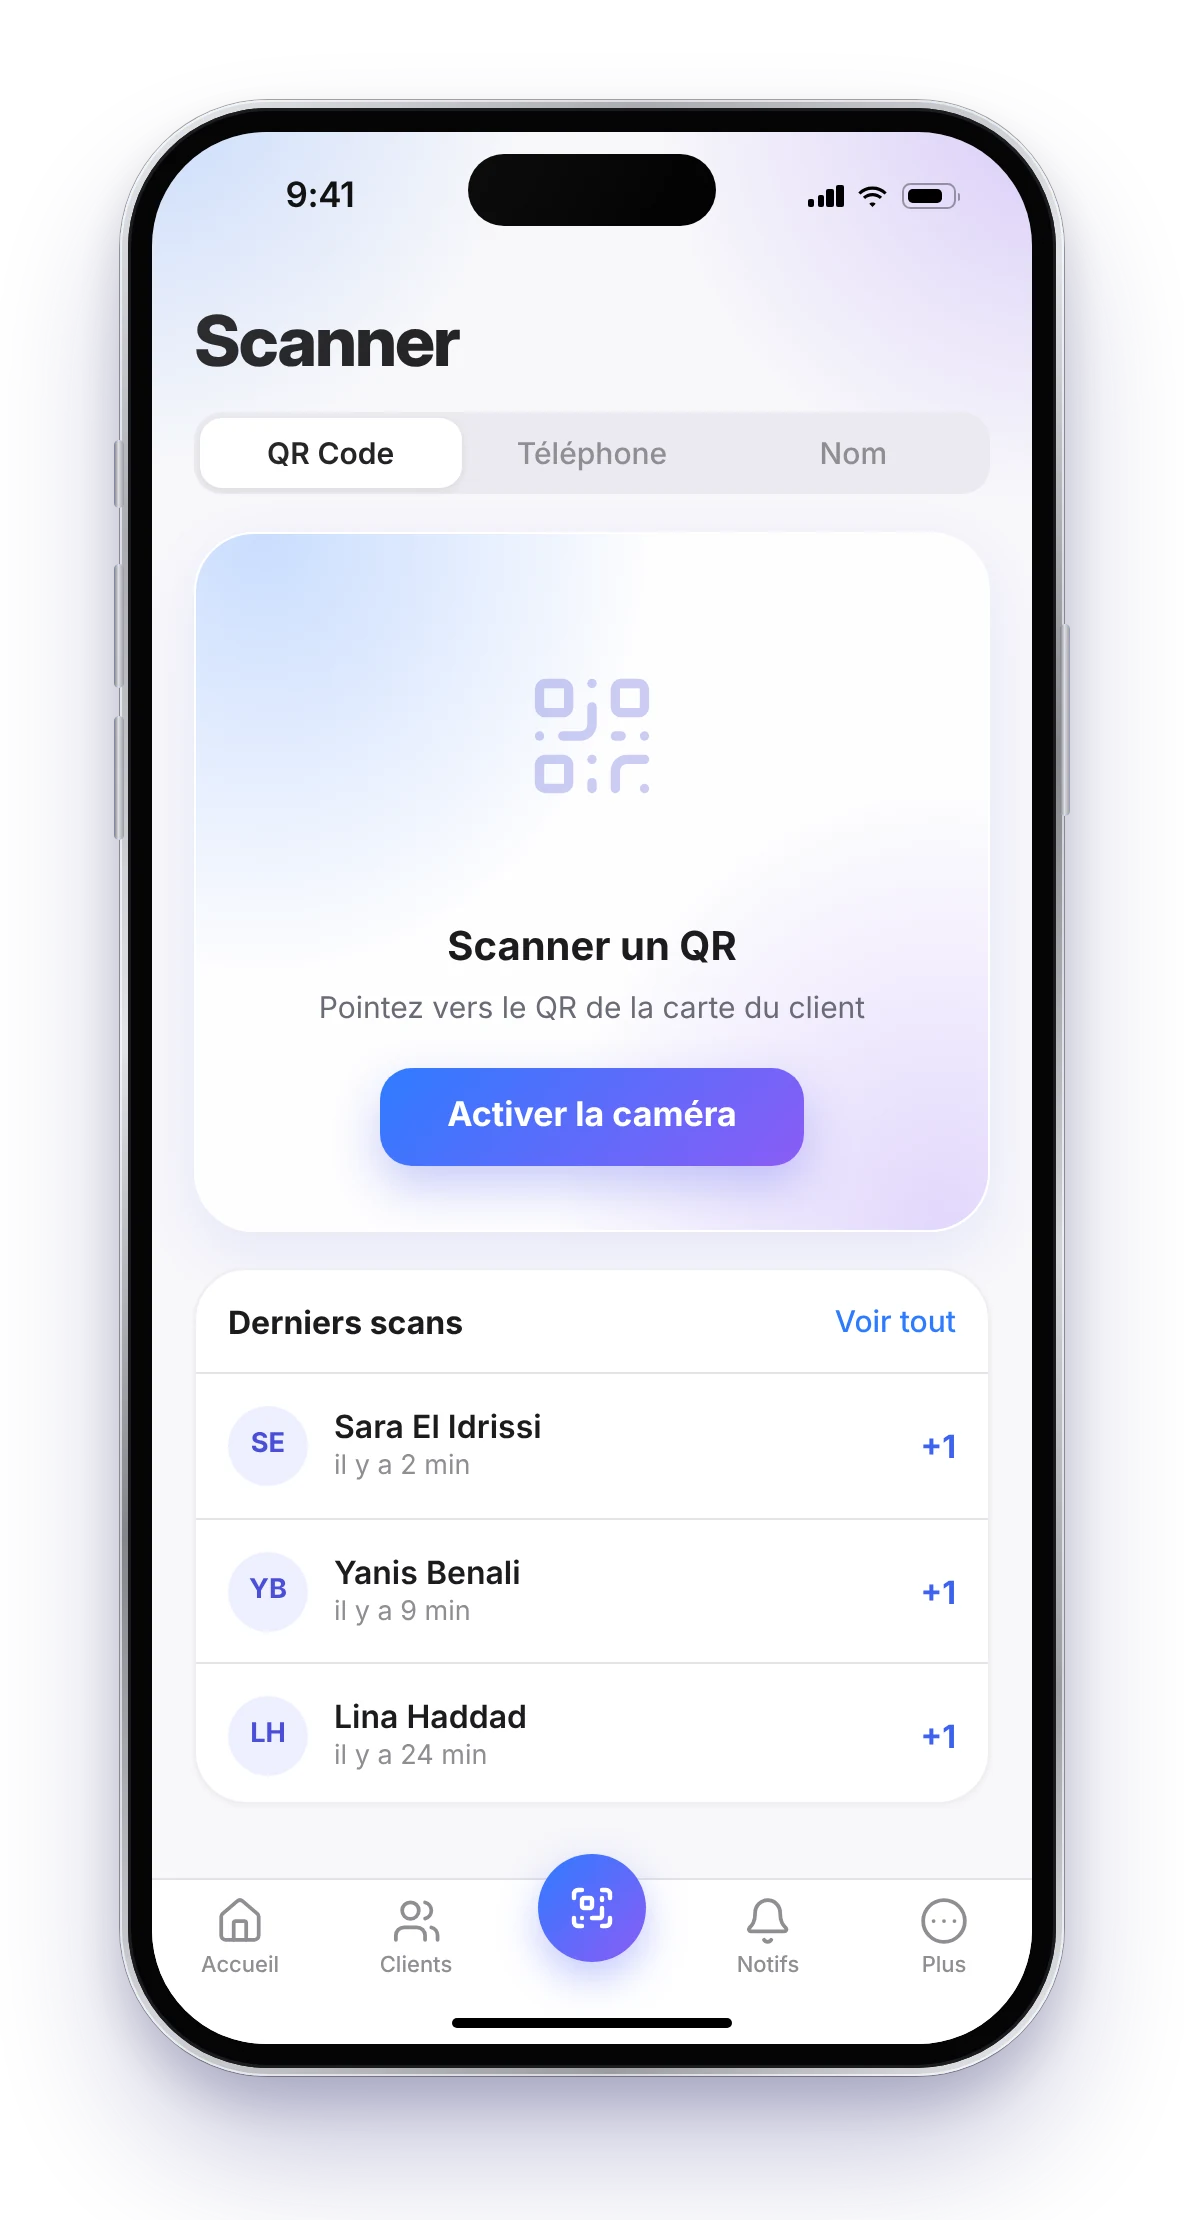 9:41
Scanner
QR Code
Téléphone
Nom
Scanner un QR
Pointez vers le QR de la carte du client
Activer la caméra
Derniers scans
Voir tout
SE
Sara El Idrissi
il y a 2 min
+1
YB
Yanis Benali
il y a 9 min
+1
LH
Lina Haddad
il y a 24 min
+1
Accueil
Clients
Notifs
Plus